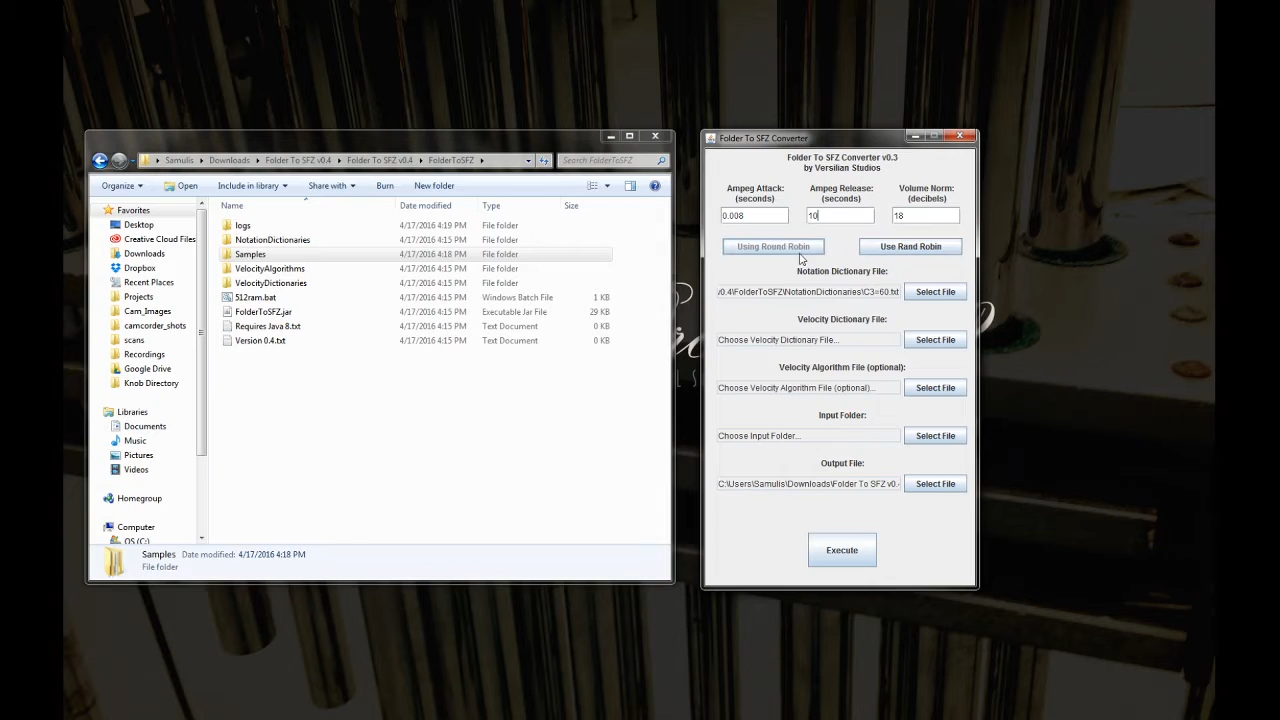 Samulis
Downloads
Folder To SFZ v0.4
Folder To SFZ v0.4
FolderToSFZ
Search FolderToSFZ
Organize
Open
Include in library
Share with
Burn
New folder
Name
Date modified
Type
Size
Favorites
Desktop
Creative Cloud Files
Downloads
Dropbox
Recent Places
Projects
Cam_Images
camcorder_shots
scans
Recordings
Google Drive
Knob Directory
Libraries
Documents
Music
Pictures
Videos
Homegroup
Computer
OS (C:)
logs 4/17/2016 4:19 PM File folder
NotationDictionaries 4/17/2016 4:15 PM File folder
Samples 4/17/2016 4:18 PM File folder
VelocityAlgorithms 4/17/2016 4:15 PM File folder
VelocityDictionaries 4/17/2016 4:15 PM File folder
512ram.bat 4/17/2016 4:15 PM Windows Batch File 1 KB
FolderToSFZ.jar 4/17/2016 4:15 PM Executable Jar File 29 KB
Requires Java 8.txt 4/17/2016 4:15 PM Text Document 0 KB
Version 0.4.txt 4/17/2016 4:15 PM Text Document 0 KB
Samples Date modified: 4/17/2016 4:18 PM
File folder
Folder To SFZ Converter
Folder To SFZ Converter v0.3
by Versilian Studios
Ampeg Attack: Ampeg Release: Volume Norm:
(seconds) (seconds) (decibels)
0.008 10 18
Using Round Robin Use Rand Robin
Notation Dictionary File:
v0.4\FolderToSFZ\NotationDictionaries\C3=60.txt Select File
Velocity Dictionary File:
Choose Velocity Dictionary File... Select File
Velocity Algorithm File (optional):
Choose Velocity Algorithm File (optional)... Select File
Input Folder:
Choose Input Folder... Select File
Output File:
C:\Users\Samulis\Downloads\Folder To SFZ v0. Select File
Execute